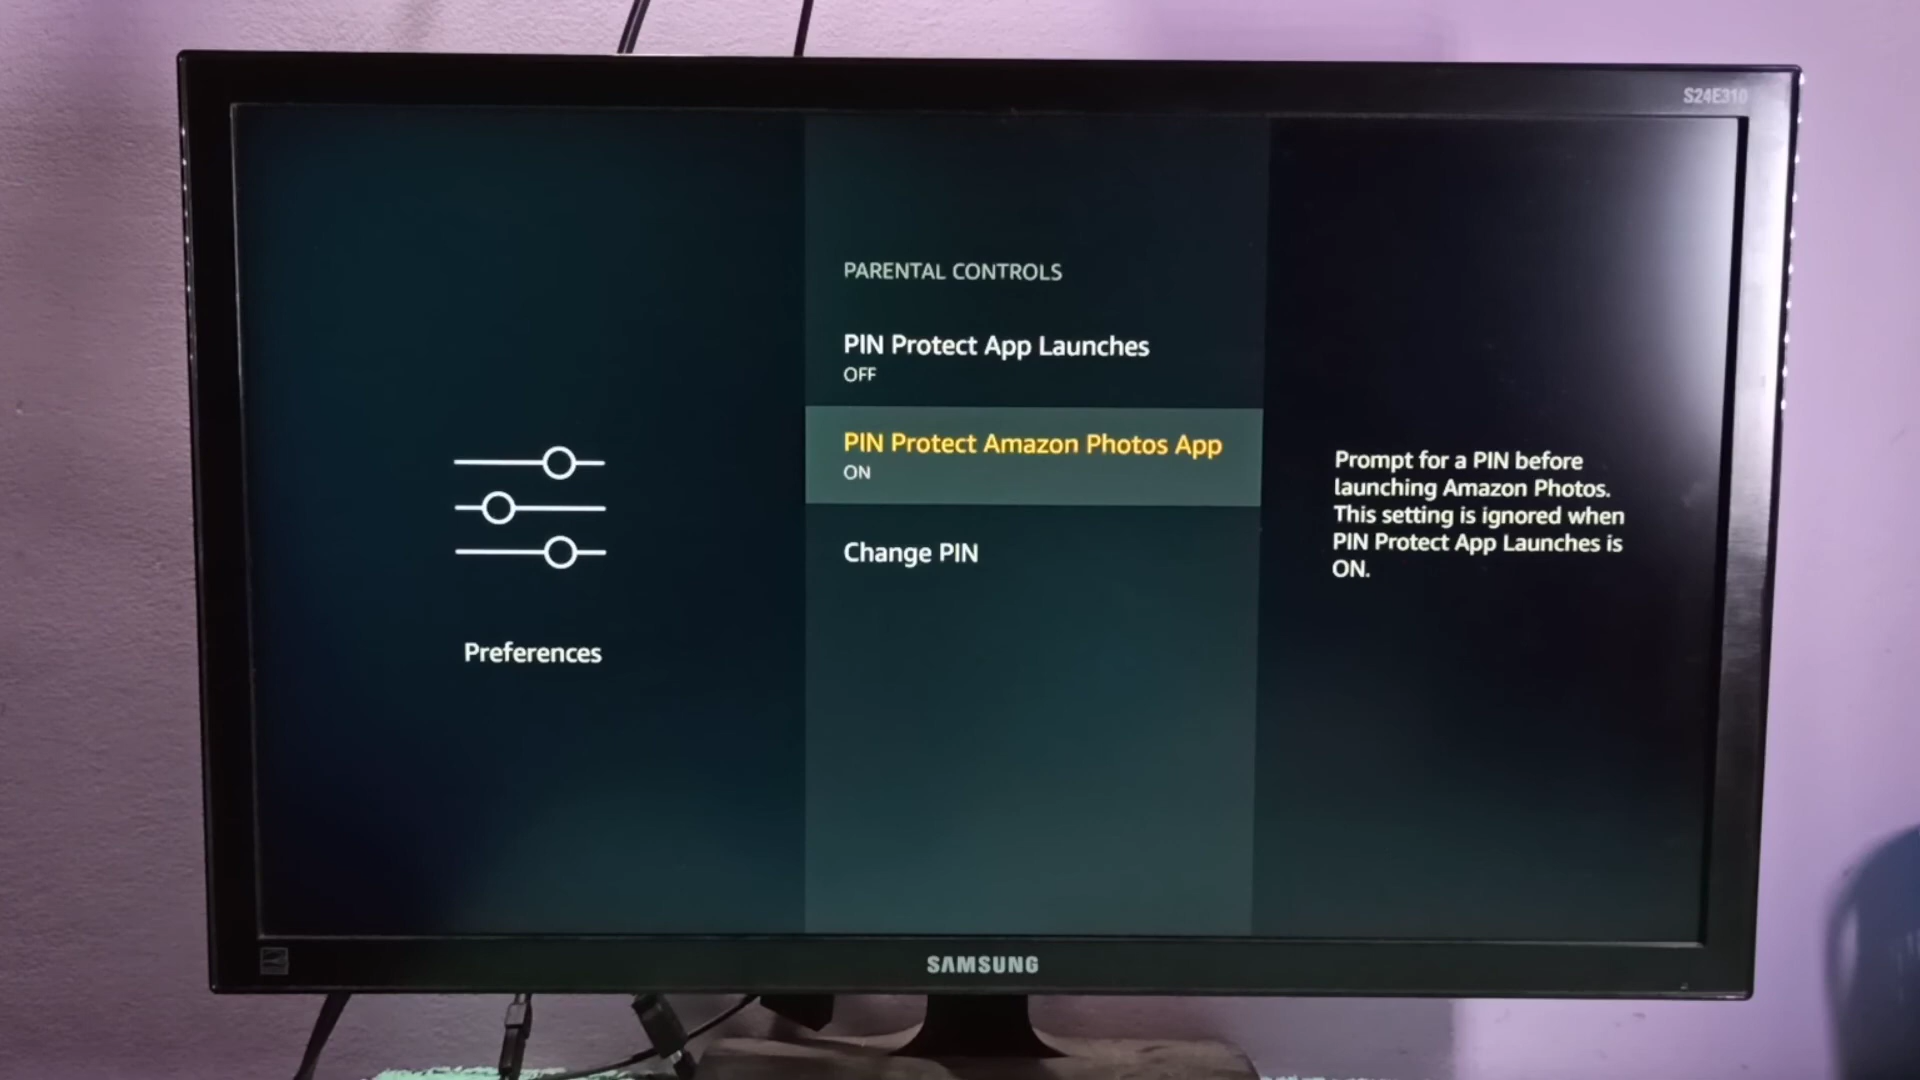 S24E310
PARENTAL CONTROLS
PIN Protect App Launches
OFF
PIN Protect Amazon Photos App
ON
Change PIN
Preferences
Prompt for a PIN before
launching Amazon Photos.
This setting is ignored when
PIN Protect App Launches is
ON.
SAMSUNG